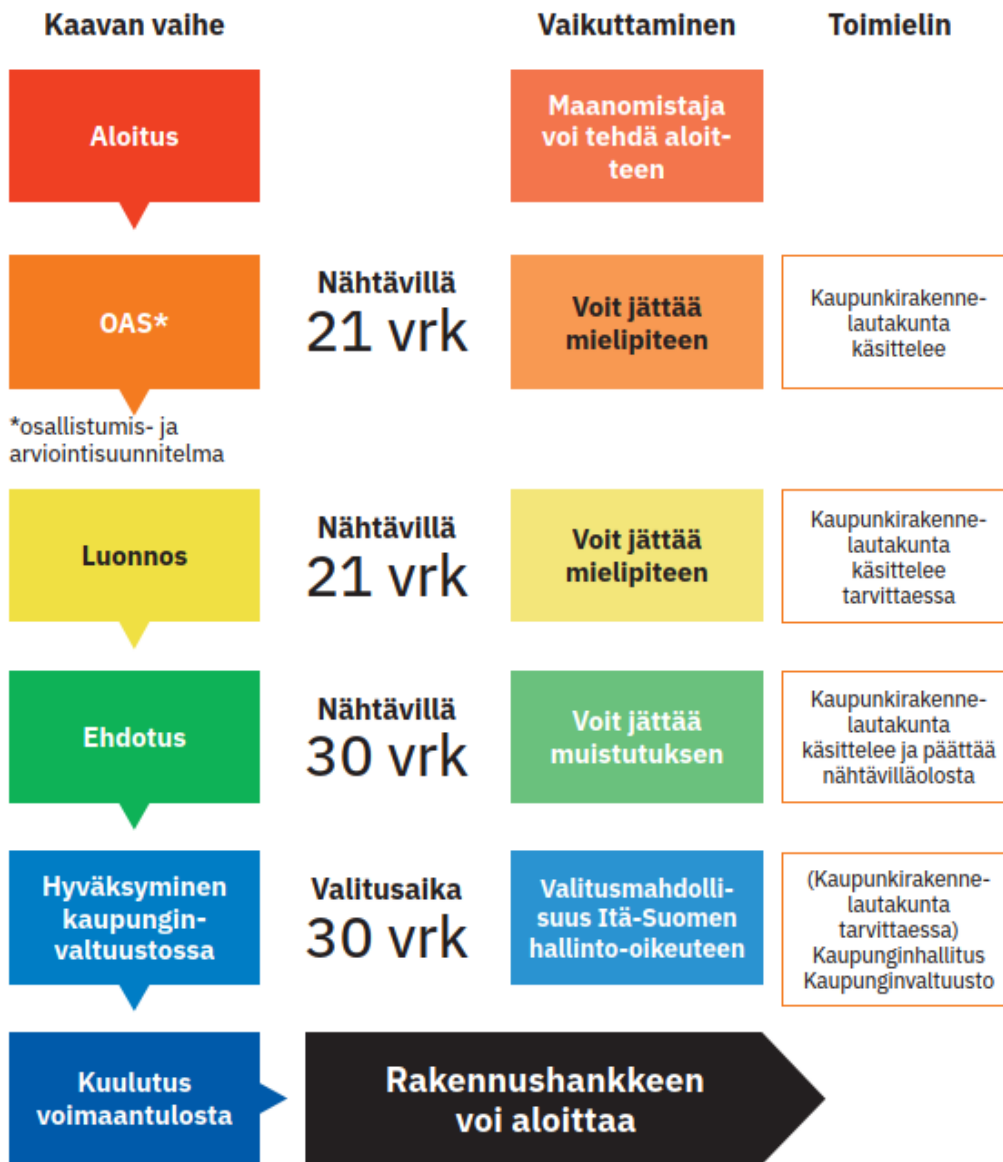 Kaavan vaihe
Vaikuttaminen
Toimielin
Aloitus
Maanomistaja
voi tehdä aloit-
teen
OAS*
Nähtävillä
21 vrk
Voit jättää
mielipiteen
Kaupunkirakenne-
lautakunta
käsittelee
*osallistumis- ja
arviointisuunnitelma
Luonnos
Nähtävillä
21 vrk
Voit jättää
mielipiteen
Kaupunkirakenne-
lautakunta
käsittelee
tarvittaessa
Ehdotus
Nähtävillä
30 vrk
Voit jättää
muistutuksen
Kaupunkirakenne-
lautakunta
käsittelee ja päättää
nähtävilläolosta
Hyväksyminen
kaupungin-
valtuustossa
Valitusaika
30 vrk
Valitusmahdolli-
suus Itä-Suomen
hallinto-oikeuteen
(Kaupunkirakenne-
lautakunta
tarvittaessa)
Kaupunginhallitus
Kaupunginvaltuusto
Kuulutus
voimaantulosta
Rakennushankkeen
voi aloittaa